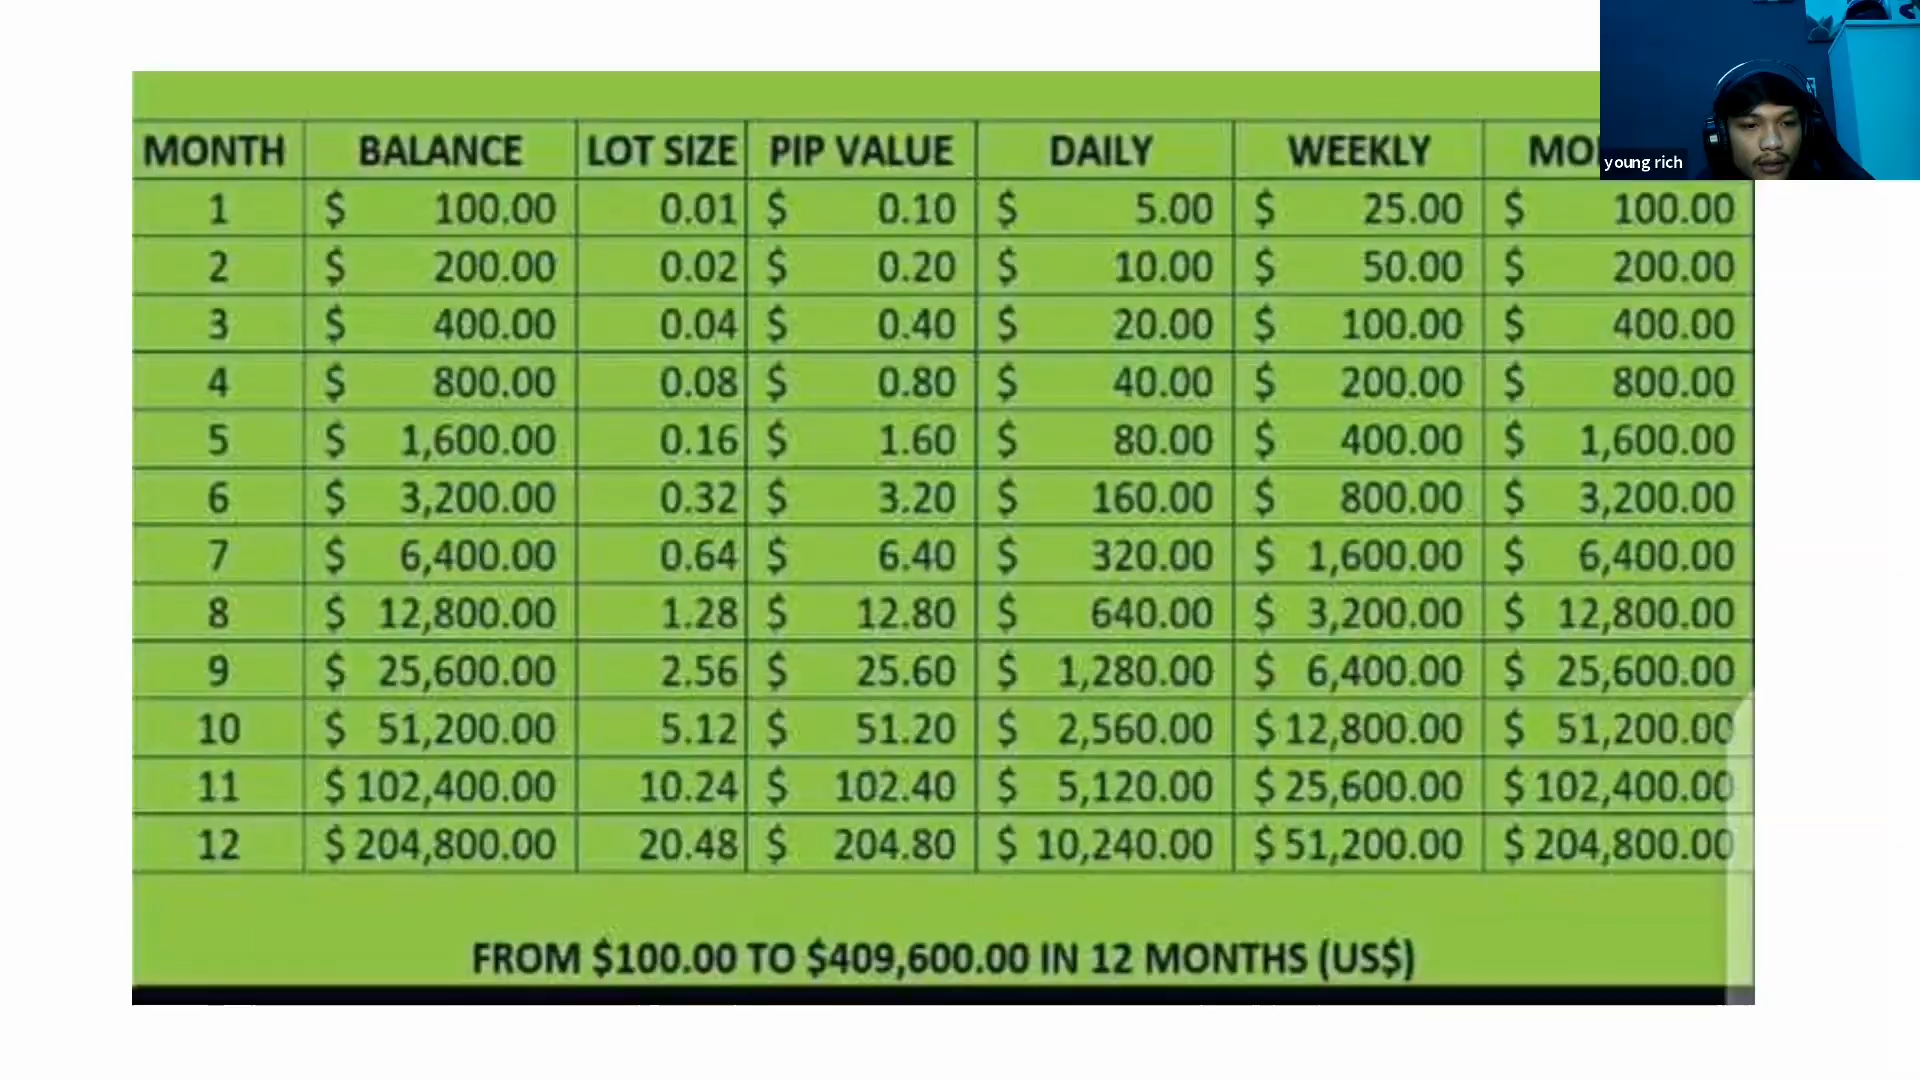 MONTH BALANCE LOT SIZE PIP VALUE DAILY WEEKLY
young rich
1 $ 100.00 0.01 $ 0.10 $ 5.00 $ 25.00 $ 100.00
2 $ 200.00 0.02 $ 0.20 $ 10.00 $ 50.00 $ 200.00
3 $ 400.00 0.04 $ 0.40 $ 20.00 $ 100.00 $ 400.00
4 $ 800.00 0.08 $ 0.80 $ 40.00 $ 200.00 $ 800.00
5 $ 1,600.00 0.16 $ 1.60 $ 80.00 $ 400.00 $ 1,600.00
6 $ 3,200.00 0.32 $ 3.20 $ 160.00 $ 800.00 $ 3,200.00
7 $ 6,400.00 0.64 $ 6.40 $ 320.00 $ 1,600.00 $ 6,400.00
8 $ 12,800.00 1.28 $ 12.80 $ 640.00 $ 3,200.00 $ 12,800.00
9 $ 25,600.00 2.56 $ 25.60 $ 1,280.00 $ 6,400.00 $ 25,600.00
10 $ 51,200.00 5.12 $ 51.20 $ 2,560.00 $ 12,800.00 $ 51,200.00
11 $ 102,400.00 10.24 $ 102.40 $ 5,120.00 $ 25,600.00 $ 102,400.00
12 $ 204,800.00 20.48 $ 204.80 $ 10,240.00 $ 51,200.00 $ 204,800.00
FROM $100.00 TO $409,600.00 IN 12 MONTHS (US$)